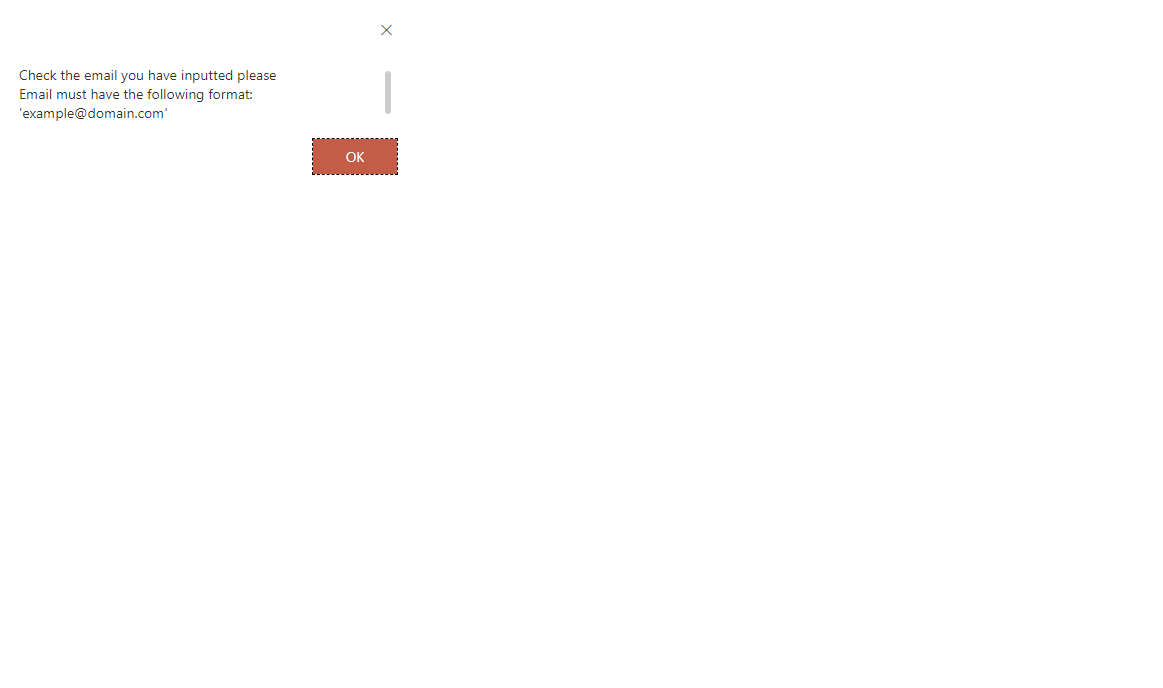 Check the email you have inputted please
Email must have the following format:
'example@domain.com'
OK